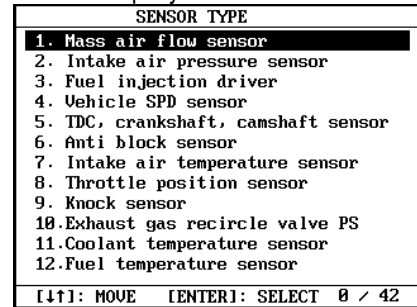 SENSOR TYPE
1. Mass air flow sensor
2. Intake air pressure sensor
3. Fuel injection driver
4. Vehicle SPD sensor
5. TDC, crankshaft, camshaft sensor
6. Anti block sensor
7. Intake air temperature sensor
8. Throttle position sensor
9. Knock sensor
10.Exhaust gas recircle valve PS
11.Coolant temperature sensor
12.Fuel temperature sensor
[↓↑]: MOVE [ENTER]: SELECT 0 / 42